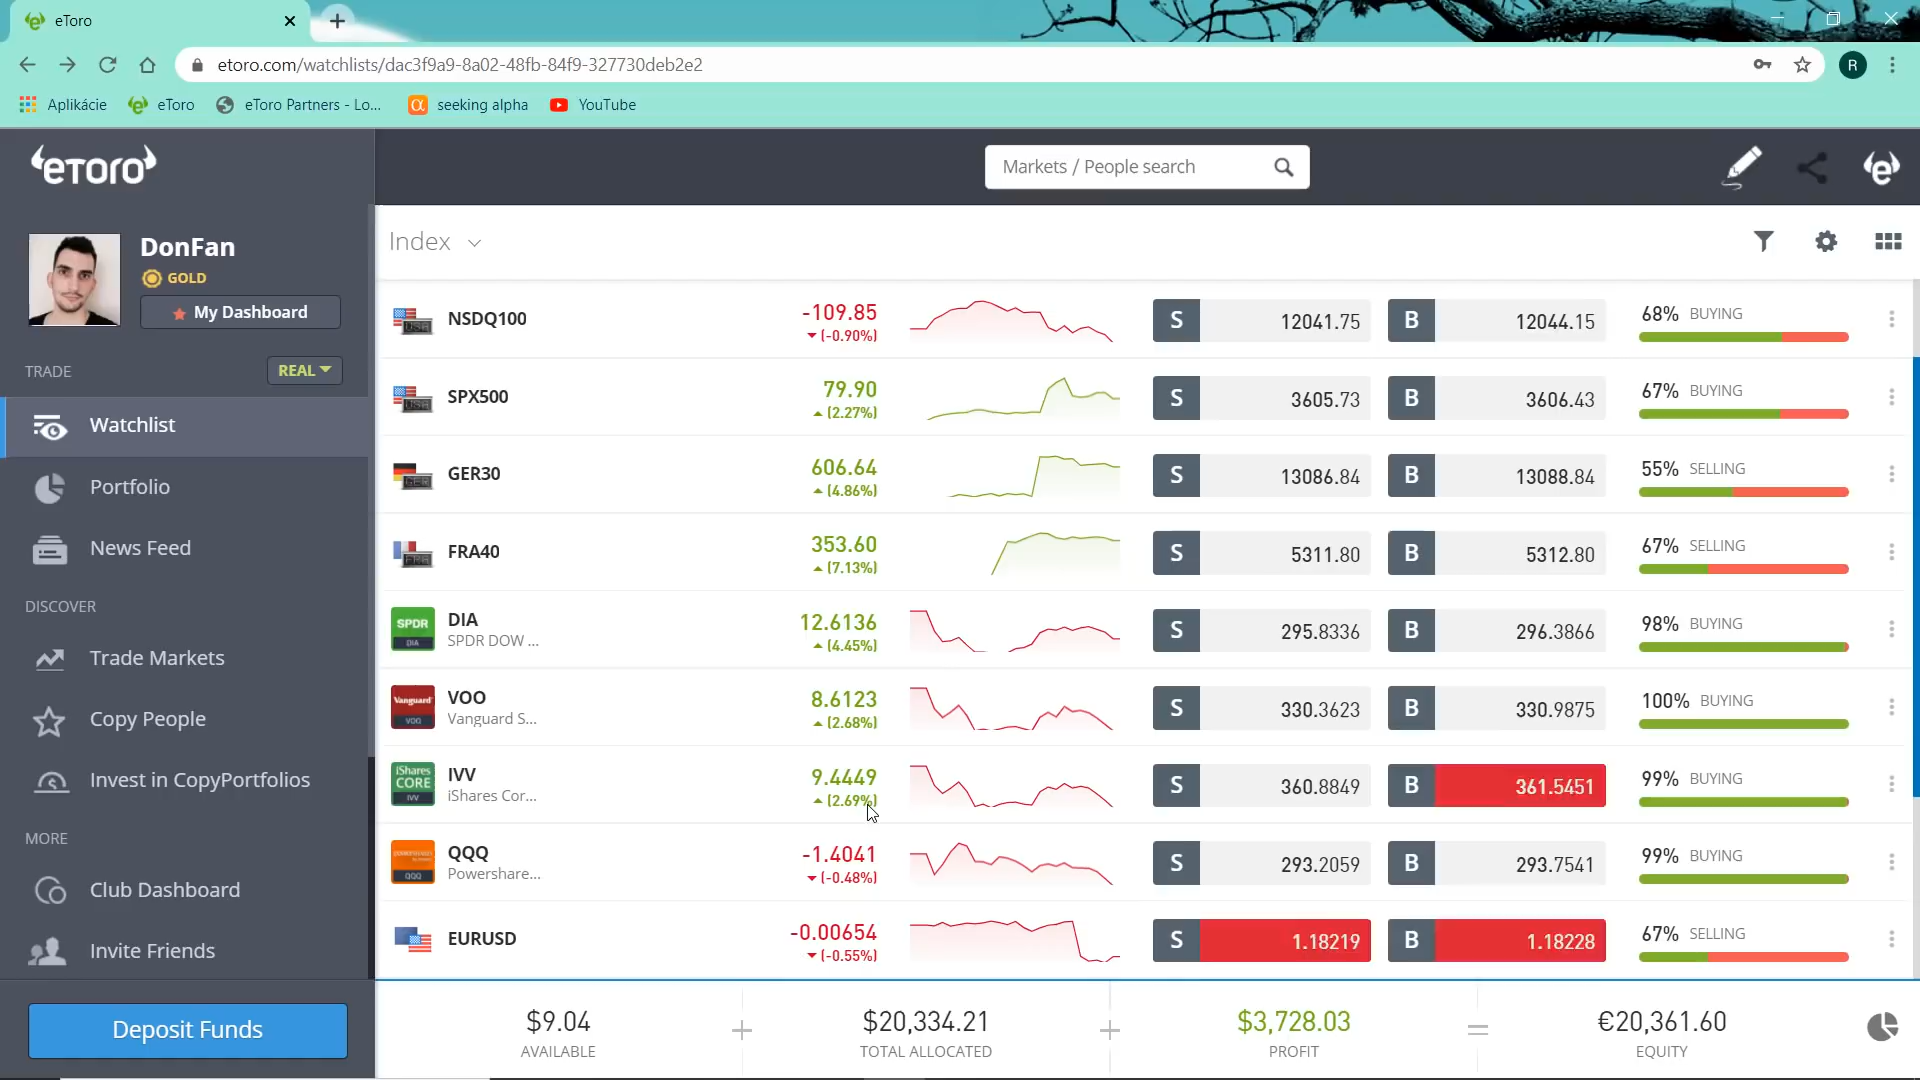 eToro
etoro.com/watchlists/dac3f9a9-8a02-48fb-84f9-327730deb2e2
R
Aplikácie
eToro
eToro Partners - Lo...
seeking alpha
YouTube
eToro
Markets / People search
DonFan
GOLD
My Dashboard
TRADE
REAL
Watchlist
Portfolio
News Feed
DISCOVER
Trade Markets
Copy People
Invest in CopyPortfolios
MORE
Club Dashboard
Invite Friends
Deposit Funds
Index
NSDQ100 -109.85 (-0.90%) S 12041.75 B 12044.15 68% BUYING
SPX500 79.90 (2.27%) S 3605.73 B 3606.43 67% BUYING
GER30 606.64 (4.86%) S 13086.84 B 13088.84 55% SELLING
FRA40 353.60 (7.13%) S 5311.80 B 5312.80 67% SELLING
SPDR DIA
DIA 12.6136 (4.45%) S 295.8336 B 296.3866 98% BUYING
SPDR DOW ...
Vanguard VOO
VOO 8.6123 (2.68%) S 330.3623 B 330.9875 100% BUYING
Vanguard S...
iShares CORE IVV
IVV 9.4449 (2.69%) S 360.8849 B 361.5451 99% BUYING
iShares Cor...
QQQ
QQQ -1.4041 (-0.48%) S 293.2059 B 293.7541 99% BUYING
Powershare...
EURUSD -0.00654 (-0.55%) S 1.18219 B 1.18228 67% SELLING
$9.04 + $20,334.21 + $3,728.03 = €20,361.60
AVAILABLE TOTAL ALLOCATED PROFIT EQUITY